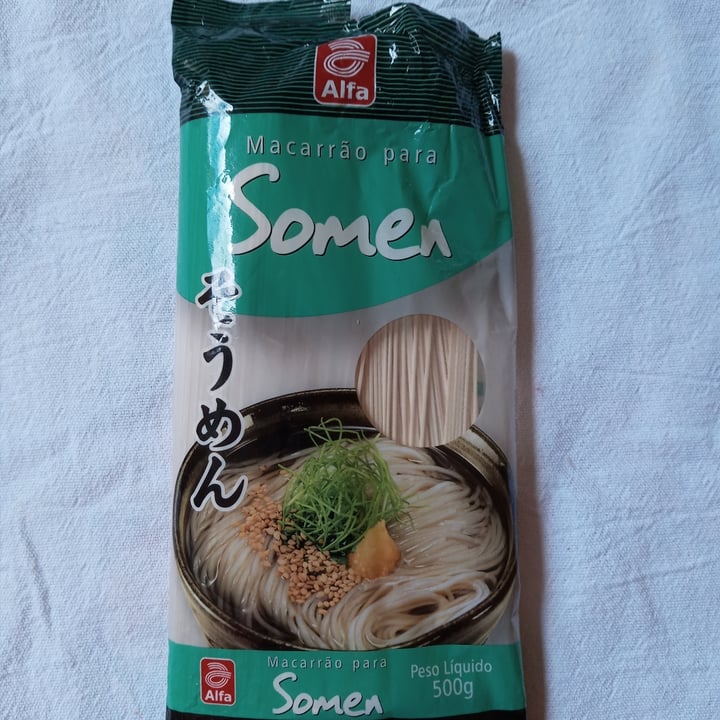 Alfa
Macarrão para
Somen
そうめん
Alfa
Macarrão para
Somen
Peso Líquido
500g